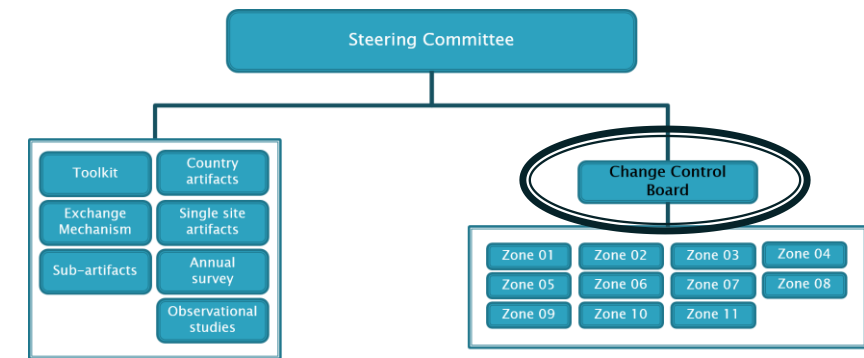 Steering Committee
Toolkit
Country
artifacts
Exchange
Mechanism
Single site
artifacts
Sub-artifacts
Annual
survey
Observational
studies
Change Control
Board
Zone 01
Zone 02
Zone 03
Zone 04
Zone 05
Zone 06
Zone 07
Zone 08
Zone 09
Zone 10
Zone 11